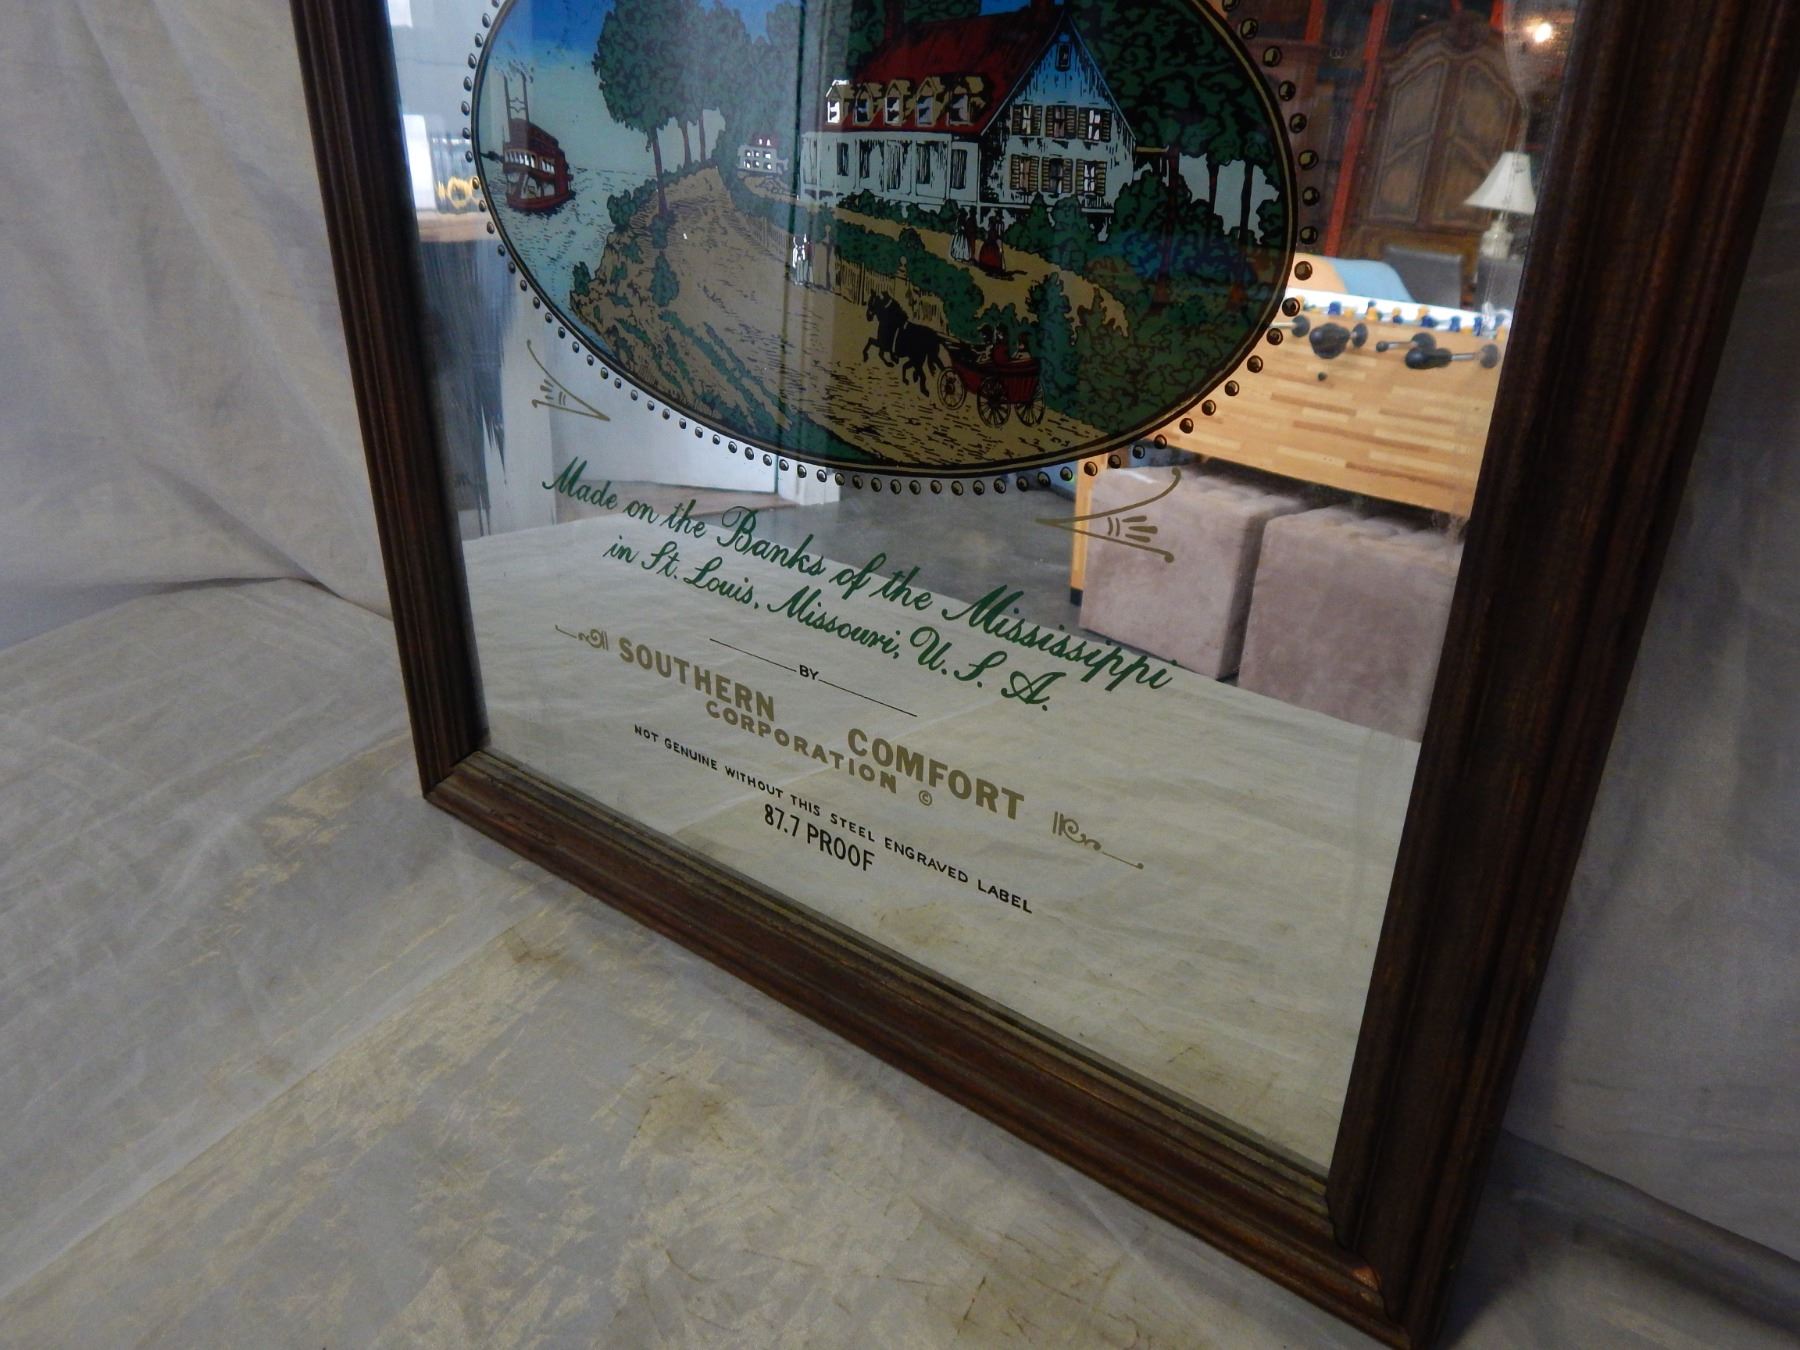 Made on the Banks of the Mississippi
in St. Louis, Missouri, U. S. A.
BY
SOUTHERN COMFORT
CORPORATION ©
NOT GENUINE WITHOUT THIS STEEL ENGRAVED LABEL
87.7 PROOF